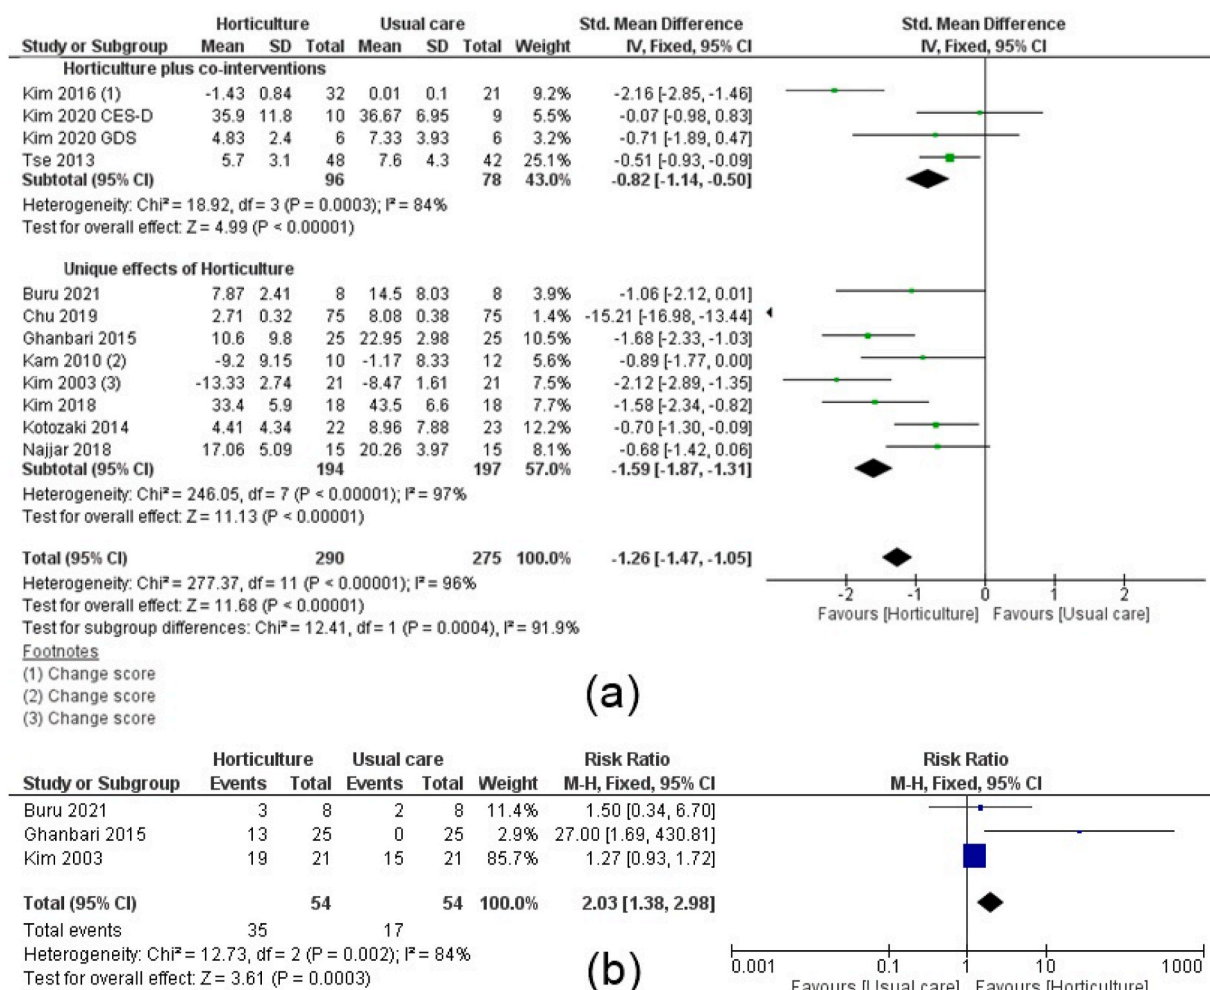 Horticulture Usual care Std. Mean Difference Std. Mean Difference
Study or Subgroup Mean SD Total Mean SD Total Weight IV, Fixed, 95% CI IV, Fixed, 95% CI
Horticulture plus co-interventions
Kim 2016 (1) -1.43 0.84 32 0.01 0.1 21 9.2% -2.16 [-2.85, -1.46]
Kim 2020 CES-D 35.9 11.8 10 36.67 6.95 9 5.5% -0.07 [-0.98, 0.83]
Kim 2020 GDS 4.83 2.4 6 7.33 3.93 6 3.2% -0.71 [-1.89, 0.47]
Tse 2013 5.7 3.1 48 7.6 4.3 42 25.1% -0.51 [-0.93, -0.09]
Subtotal (95% CI) 96 78 43.0% -0.82 [-1.14, -0.50]
Heterogeneity: Chi² = 18.92, df = 3 (P = 0.0003); I² = 84%
Test for overall effect: Z = 4.99 (P < 0.00001)
Unique effects of Horticulture
Buru 2021 7.87 2.41 8 14.5 8.03 8 3.9% -1.06 [-2.12, 0.01]
Chu 2019 2.71 0.32 75 8.08 0.38 75 1.4% -15.21 [-16.98, -13.44]
Ghanbari 2015 10.6 9.8 25 22.95 2.98 25 10.5% -1.68 [-2.33, -1.03]
Kam 2010 (2) -9.2 9.15 10 -1.17 8.33 12 5.6% -0.89 [-1.77, 0.00]
Kim 2003 (3) -13.33 2.74 21 -8.47 1.61 21 7.5% -2.12 [-2.89, -1.35]
Kim 2018 33.4 5.9 18 43.5 6.6 18 7.7% -1.58 [-2.34, -0.82]
Kotozaki 2014 4.41 4.34 22 8.96 7.88 23 12.2% -0.70 [-1.30, -0.09]
Najjar 2018 17.06 5.09 15 20.26 3.97 15 8.1% -0.68 [-1.42, 0.06]
Subtotal (95% CI) 194 197 57.0% -1.59 [-1.87, -1.31]
Heterogeneity: Chi² = 246.05, df = 7 (P < 0.00001); I² = 97%
Test for overall effect: Z = 11.13 (P < 0.00001)
Total (95% CI) 290 275 100.0% -1.26 [-1.47, -1.05]
Heterogeneity: Chi² = 277.37, df = 11 (P < 0.00001); I² = 96%
Test for overall effect: Z = 11.68 (P < 0.00001)
Test for subgroup differences: Chi² = 12.41, df = 1 (P = 0.0004), I² = 91.9%
-2 -1 0 1 2
Favours [Horticulture] Favours [Usual care]
Footnotes
(1) Change score
(2) Change score
(3) Change score
(a)
Horticulture Usual care Risk Ratio Risk Ratio
Study or Subgroup Events Total Events Total Weight M-H, Fixed, 95% CI M-H, Fixed, 95% CI
Buru 2021 3 8 2 8 11.4% 1.50 [0.34, 6.70]
Ghanbari 2015 13 25 0 25 2.9% 27.00 [1.69, 430.81]
Kim 2003 19 21 15 21 85.7% 1.27 [0.93, 1.72]
Total (95% CI) 54 54 100.0% 2.03 [1.38, 2.98]
Total events 35 17
Heterogeneity: Chi² = 12.73, df = 2 (P = 0.002); I² = 84%
Test for overall effect: Z = 3.61 (P = 0.0003)
(b)
0.001 0.1 1 10 1000
Favours [Usual care] Favours [Horticulture]